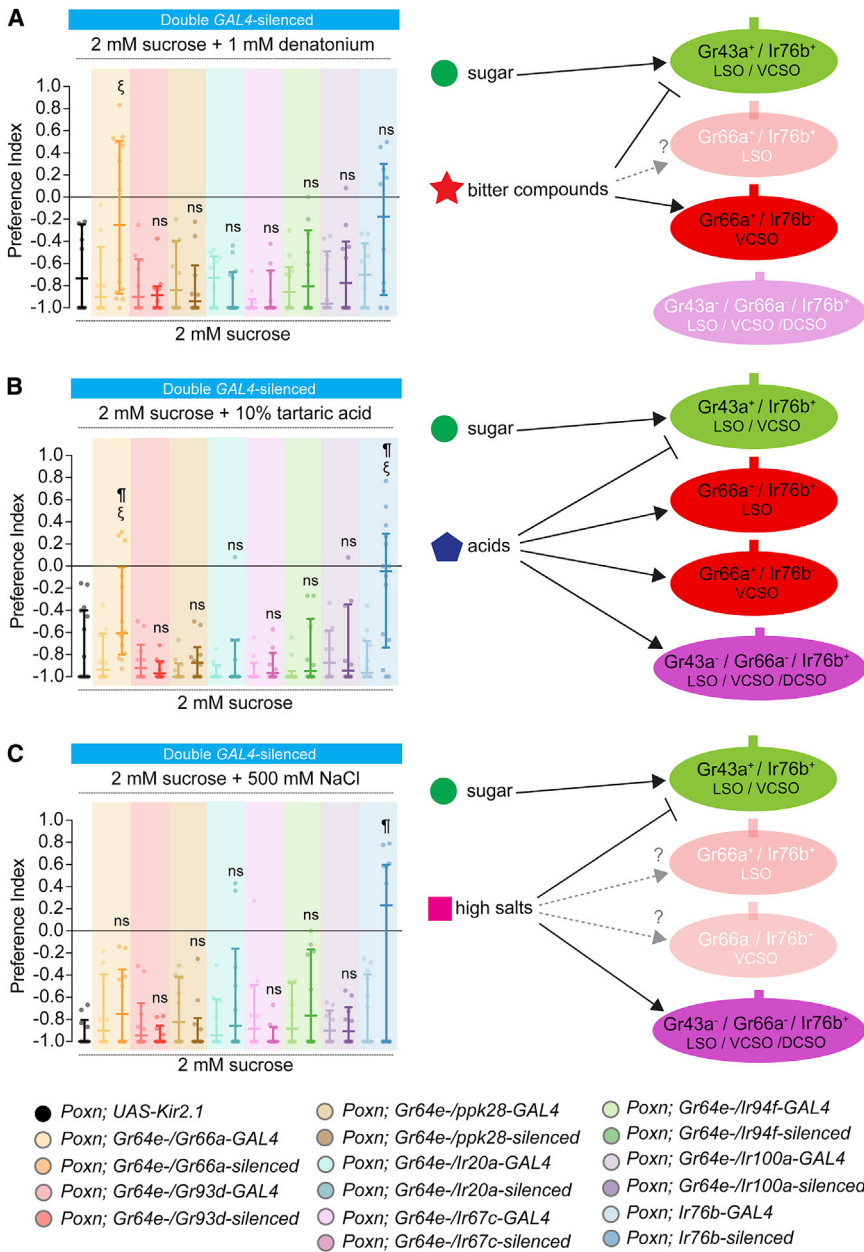 A
Double GAL4-silenced
2 mM sucrose + 1 mM denatonium
Preference Index
1.0
0.8
0.6
0.4
0.2
0.0
-0.2
-0.4
-0.6
-0.8
-1.0
ξ
ns
ns
ns
ns
ns
ns
ns
2 mM sucrose
sugar
bitter compounds
?
Gr43a+ / Ir76b+
LSO / VCSO
Gr66a+ / Ir76b+
LSO
Gr66a+ / Ir76b-
VCSO
Gr43a- / Gr66a- / Ir76b+
LSO / VCSO /DCSO
B
Double GAL4-silenced
2 mM sucrose + 10% tartaric acid
Preference Index
1.0
0.8
0.6
0.4
0.2
0.0
-0.2
-0.4
-0.6
-0.8
-1.0
¶
ξ
ns
ns
ns
ns
ns
ns
¶
ξ
2 mM sucrose
sugar
acids
Gr43a+ / Ir76b+
LSO / VCSO
Gr66a+ / Ir76b+
LSO
Gr66a+ / Ir76b-
VCSO
Gr43a- / Gr66a- / Ir76b+
LSO / VCSO /DCSO
C
Double GAL4-silenced
2 mM sucrose + 500 mM NaCl
Preference Index
1.0
0.8
0.6
0.4
0.2
0.0
-0.2
-0.4
-0.6
-0.8
-1.0
ns
ns
ns
ns
ns
ns
ns
¶
2 mM sucrose
sugar
high salts
?
?
Gr43a+ / Ir76b+
LSO / VCSO
Gr66a+ / Ir76b+
LSO
Gr66a- / Ir76b+
VCSO
Gr43a- / Gr66a- / Ir76b+
LSO / VCSO /DCSO
Poxn; UAS-Kir2.1
Poxn; Gr64e-/Gr66a-GAL4
Poxn; Gr64e-/Gr66a-silenced
Poxn; Gr64e-/Gr93d-GAL4
Poxn; Gr64e-/Gr93d-silenced
Poxn; Gr64e-/ppk28-GAL4
Poxn; Gr64e-/ppk28-silenced
Poxn; Gr64e-/Ir20a-GAL4
Poxn; Gr64e-/Ir20a-silenced
Poxn; Gr64e-/Ir67c-GAL4
Poxn; Gr64e-/Ir67c-silenced
Poxn; Gr64e-/Ir94f-GAL4
Poxn; Gr64e-/Ir94f-silenced
Poxn; Gr64e-/Ir100a-GAL4
Poxn; Gr64e-/Ir100a-silenced
Poxn; Ir76b-GAL4
Poxn; Ir76b-silenced